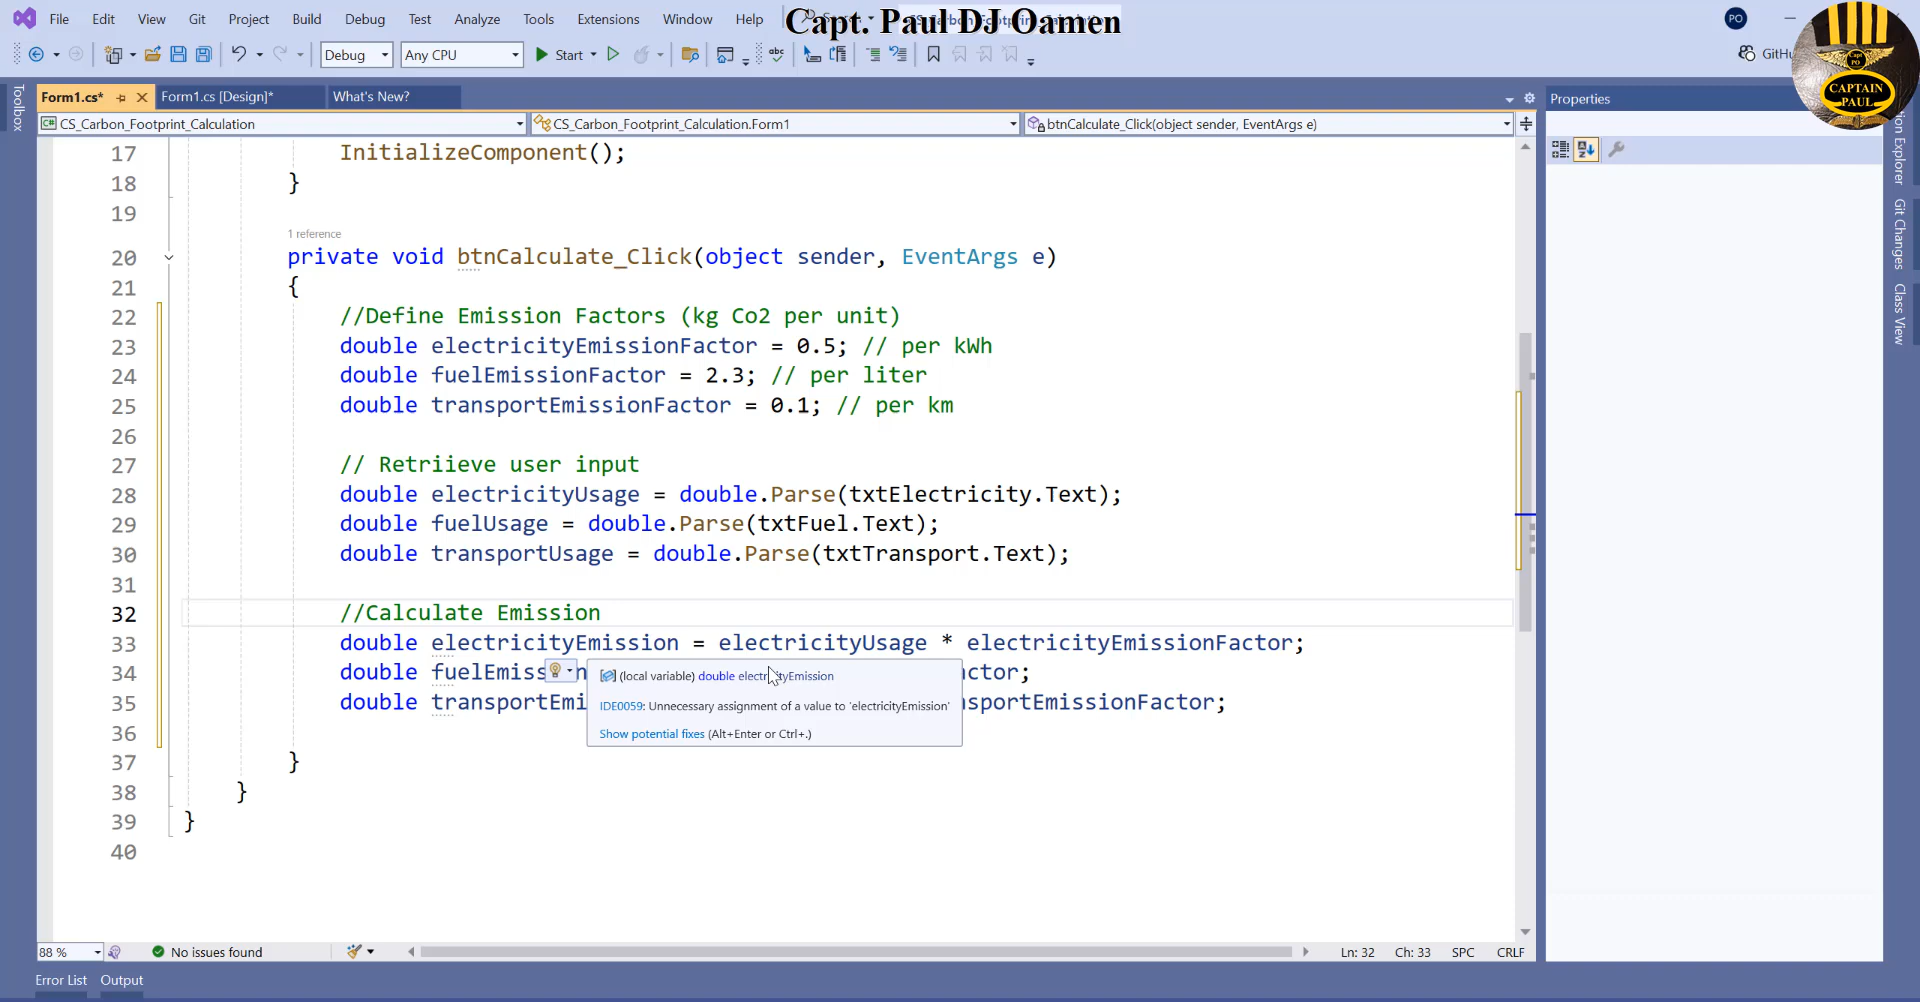 File Edit View Git Project Build Debug Test Analyze Tools Extensions Window Help
Capt. Paul DJ Oamen
PO
Debug Any CPU Start
GitHu
CAPTAIN
PAUL
Toolbox
Form1.cs* Form1.cs [Design]* What's New?
Properties
CS_Carbon_Footprint_Calculation CS_Carbon_Footprint_Calculation.Form1 btnCalculate_Click(object sender, EventArgs e)
17 InitializeComponent();
18 }
19
1 reference
20 private void btnCalculate_Click(object sender, EventArgs e)
21 {
22 //Define Emission Factors (kg Co2 per unit)
23 double electricityEmissionFactor = 0.5; // per kWh
24 double fuelEmissionFactor = 2.3; // per liter
25 double transportEmissionFactor = 0.1; // per km
26
27 // Retriieve user input
28 double electricityUsage = double.Parse(txtElectricity.Text);
29 double fuelUsage = double.Parse(txtFuel.Text);
30 double transportUsage = double.Parse(txtTransport.Text);
31
32 //Calculate Emission
33 double electricityEmission = electricityUsage * electricityEmissionFactor;
34 double fuelEmiss n ctor;
(local variable) double electricityEmission
35 double transportEmi sportEmissionFactor;
IDE0059: Unnecessary assignment of a value to 'electricityEmission'
36
Show potential fixes (Alt+Enter or Ctrl+.)
37 }
38 }
39 }
40
ion Explorer
Git Changes
Class View
88 % No issues found Ln: 32 Ch: 33 SPC CRLF
Error List Output